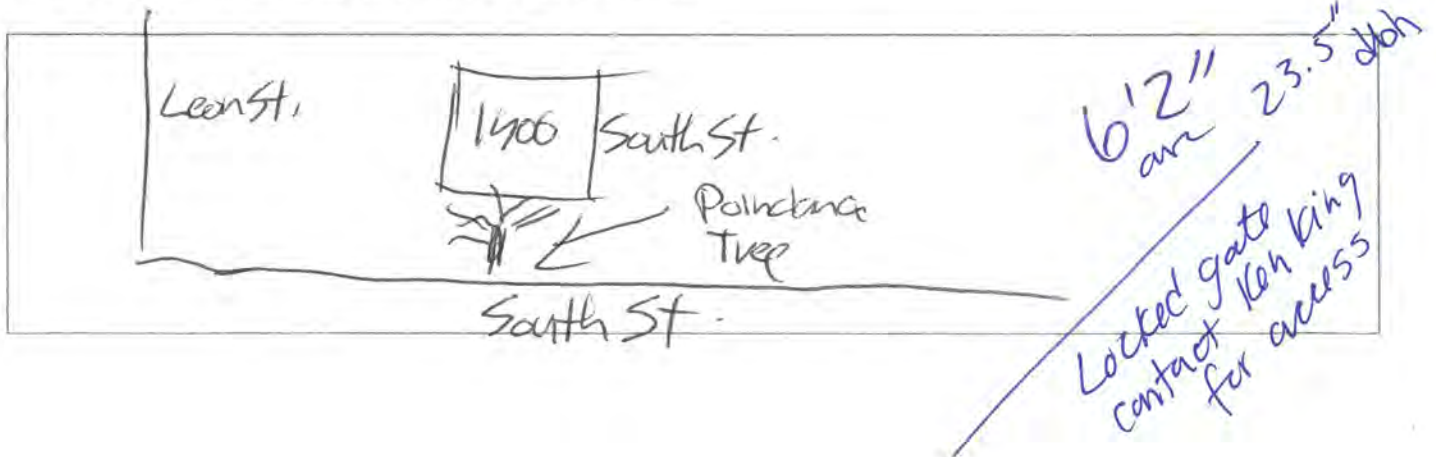 Leon St.
1400 South St.
Poinciana
Tree
South St.
6'2" 23.5" dbh
Locked gate
contact Ken King
for access